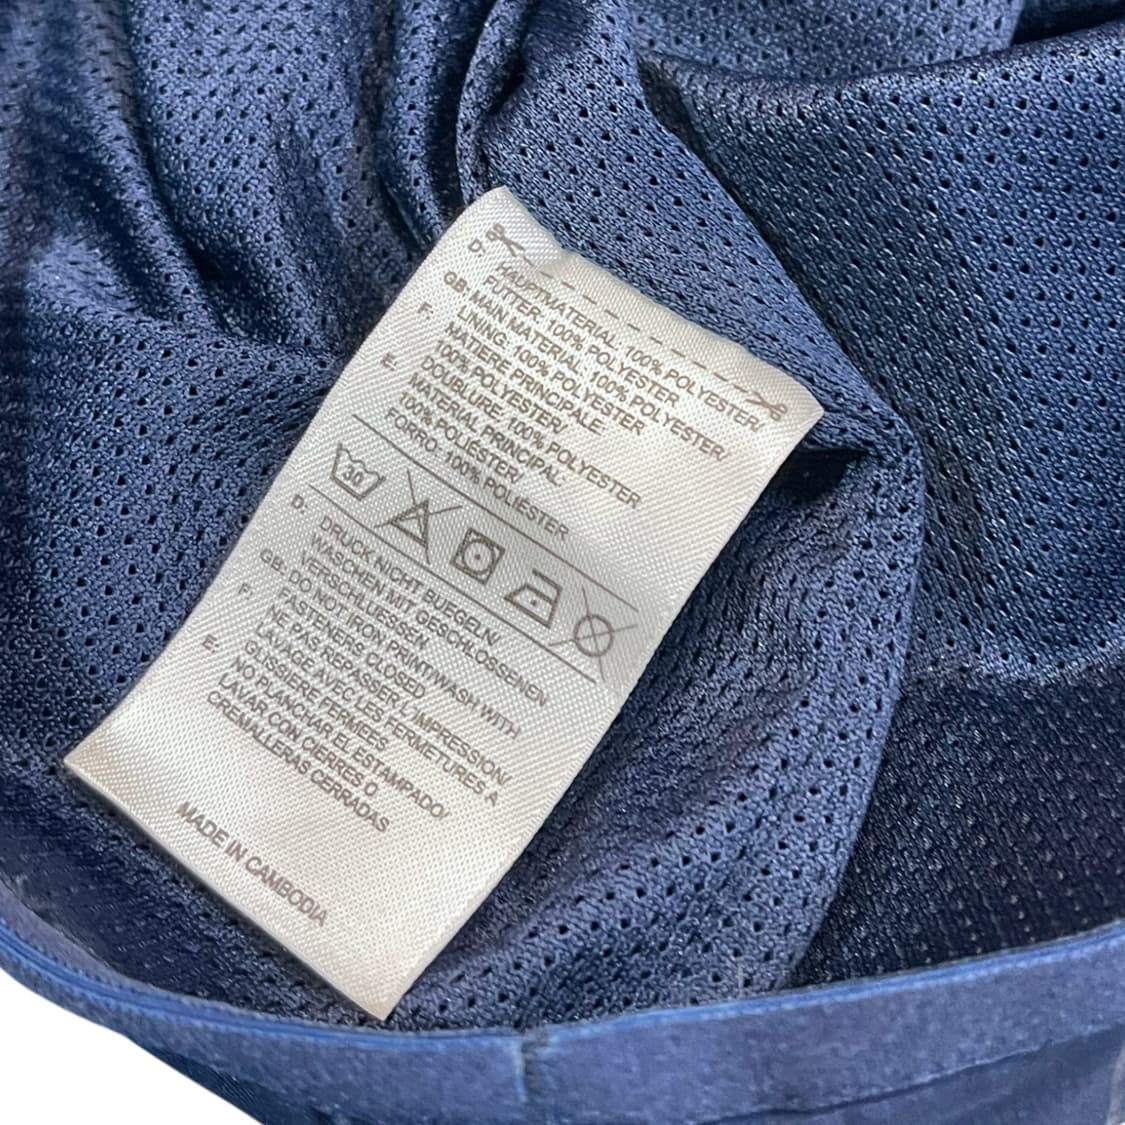 D: HAUPTMATERIAL: 100% POLYESTER/
FUTTER: 100% POLYESTER
GB: MAIN MATERIAL: 100% POLYESTER/
LINING: 100% POLYESTER
F: MATIERE PRINCIPALE:
100% POLYESTER/
DOUBLURE: 100% POLYESTER
E: MATERIAL PRINCIPAL:
100% POLIÉSTER/
FORRO: 100% POLIÉSTER
30
D: DRUCK NICHT BUEGELN/
WASCHEN MIT GESCHLOSSENEN
VERSCHLUESSEN
GB: DO NOT IRON PRINT/WASH WITH
FASTENERS CLOSED
F: NE PAS REPASSER L'IMPRESSION/
LAVAGE AVEC LES FERMETURES A
GLISSIERE FERMEES
E: NO PLANCHAR EL ESTAMPADO/
LAVAR CON CIERRES O
CREMALLERAS CERRADAS
MADE IN CAMBODIA